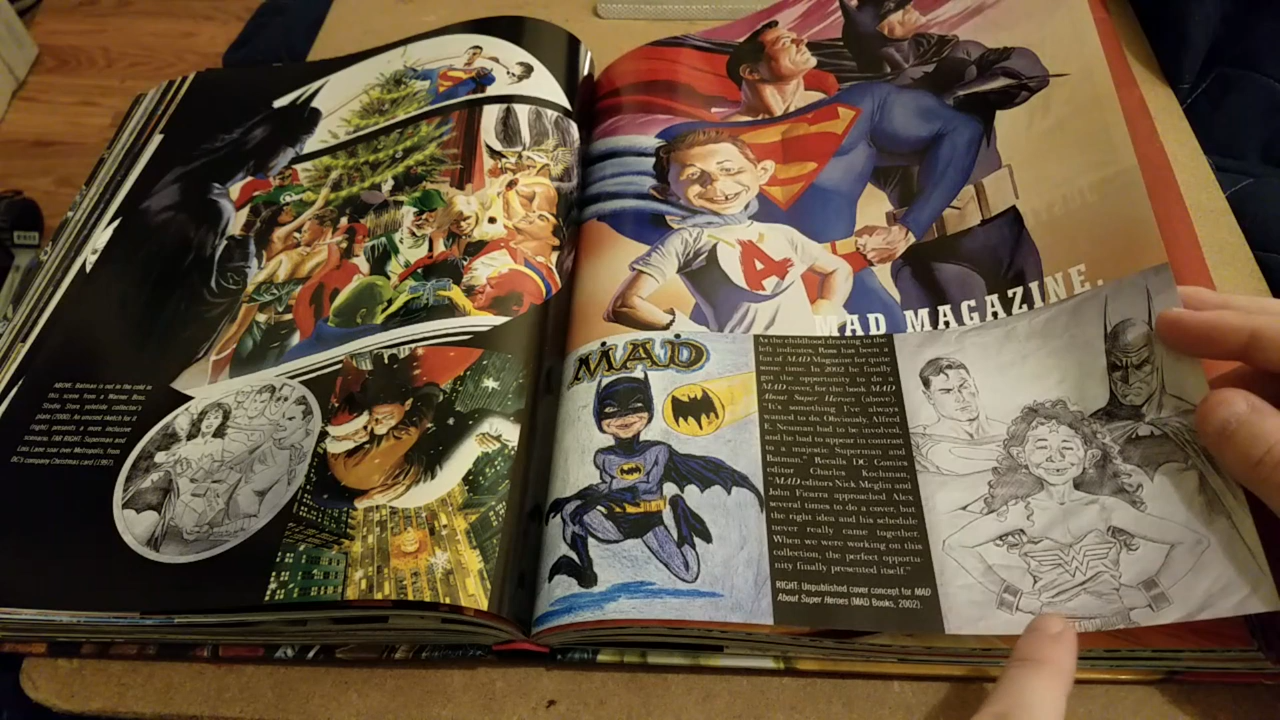 ABOVE: Batman is not in the cold in
this scene from a Warner Bros.
Studio Store yuletide collector's
plate (2000). An unused sketch for it
(right) presents a more inclusive
scenario. FAR RIGHT: Superman and
Lois Lane soar over Metropolis, from
DC's company Christmas card (1997).
A
MAD MAGAZINE.
MAD
As the childhood drawing to the
left indicates, Ross has been a
fan of MAD Magazine for quite
some time. In 2002 he finally
got the opportunity to do a
MAD cover, for the book MAD
About Super Heroes (above).
"It's something I've always
wanted to do. Obviously, Alfred
E. Neuman had to be involved,
and he had to appear in contrast
to a majestic Superman and
Batman." Recalls DC Comics
editor Charles Kochman,
"MAD editors Nick Meglin and
John Ficarra approached Alex
several times to do a cover, but
the right idea and his schedule
never really came together.
When we were working on this
collection, the perfect opportu-
nity finally presented itself."
RIGHT: Unpublished cover concept for MAD
About Super Heroes (MAD Books, 2002).